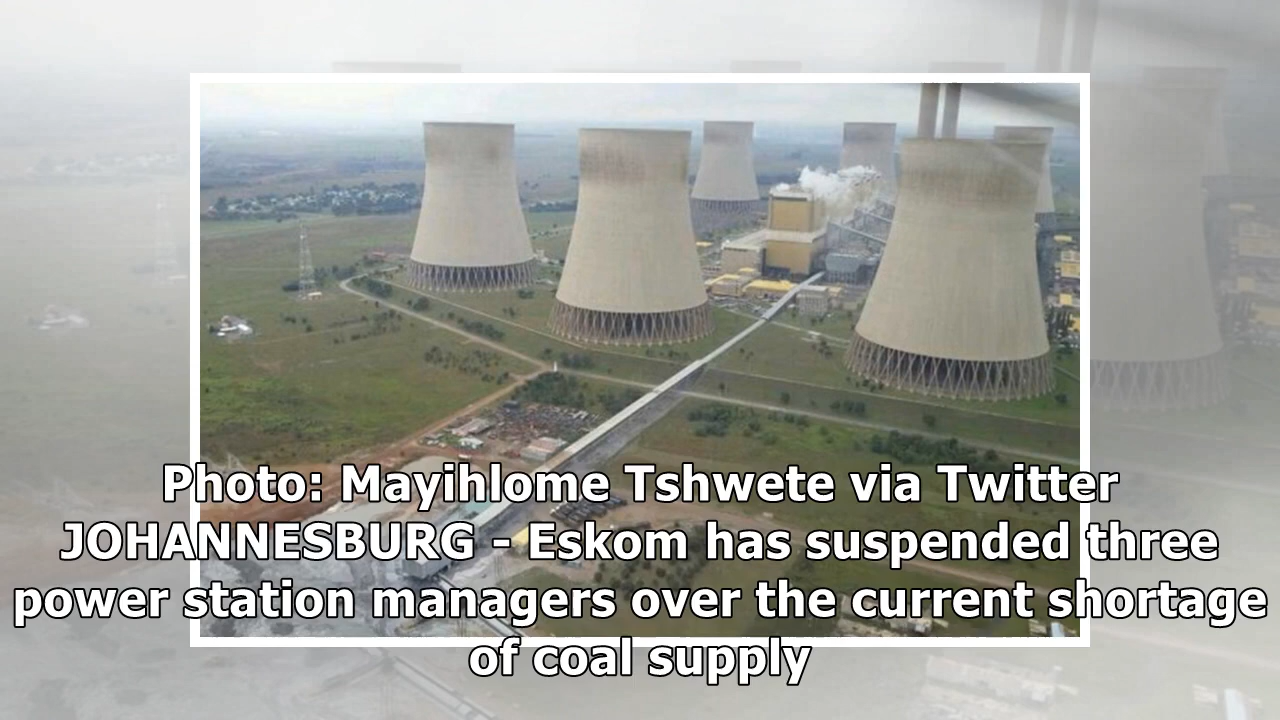 Photo: Mayihlome Tshwete via Twitter
JOHANNESBURG - Eskom has suspended three
power station managers over the current shortage
of coal supply